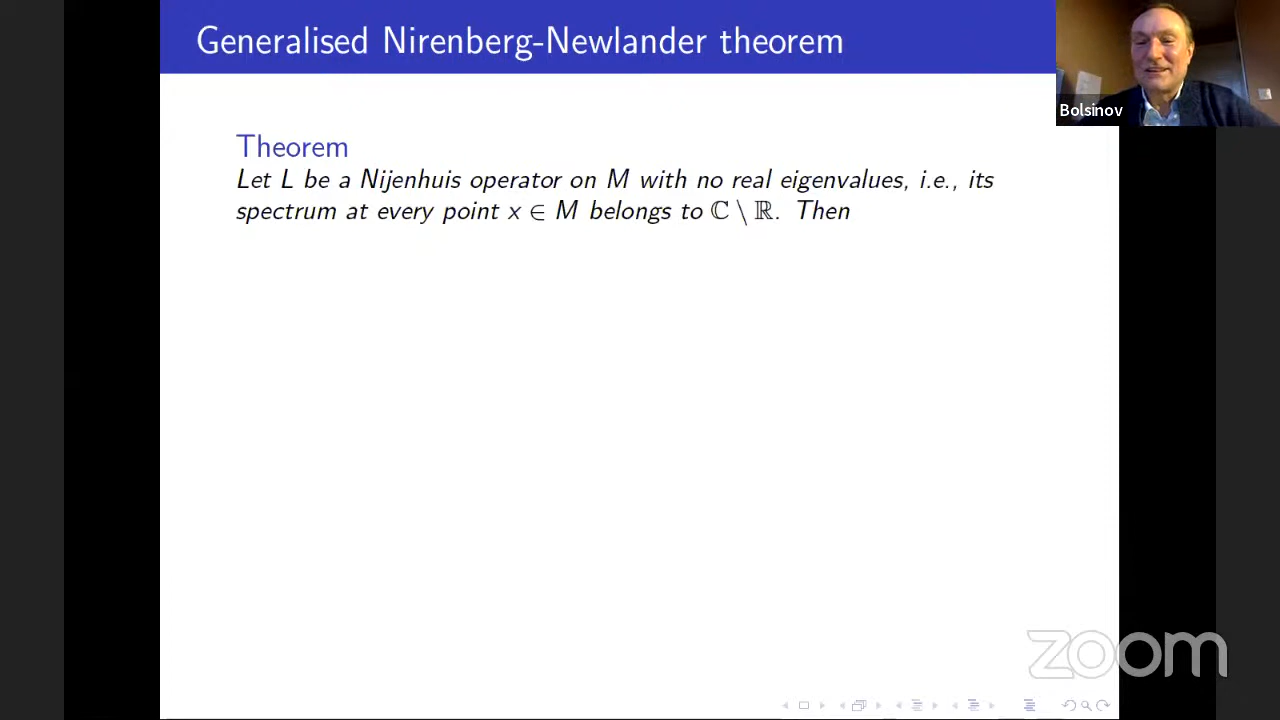 Generalised Nirenberg-Newlander theorem
Bolsinov
Theorem
Let L be a Nijenhuis operator on M with no real eigenvalues, i.e., its
spectrum at every point x ∈ M belongs to ℂ \ ℝ. Then
zoom